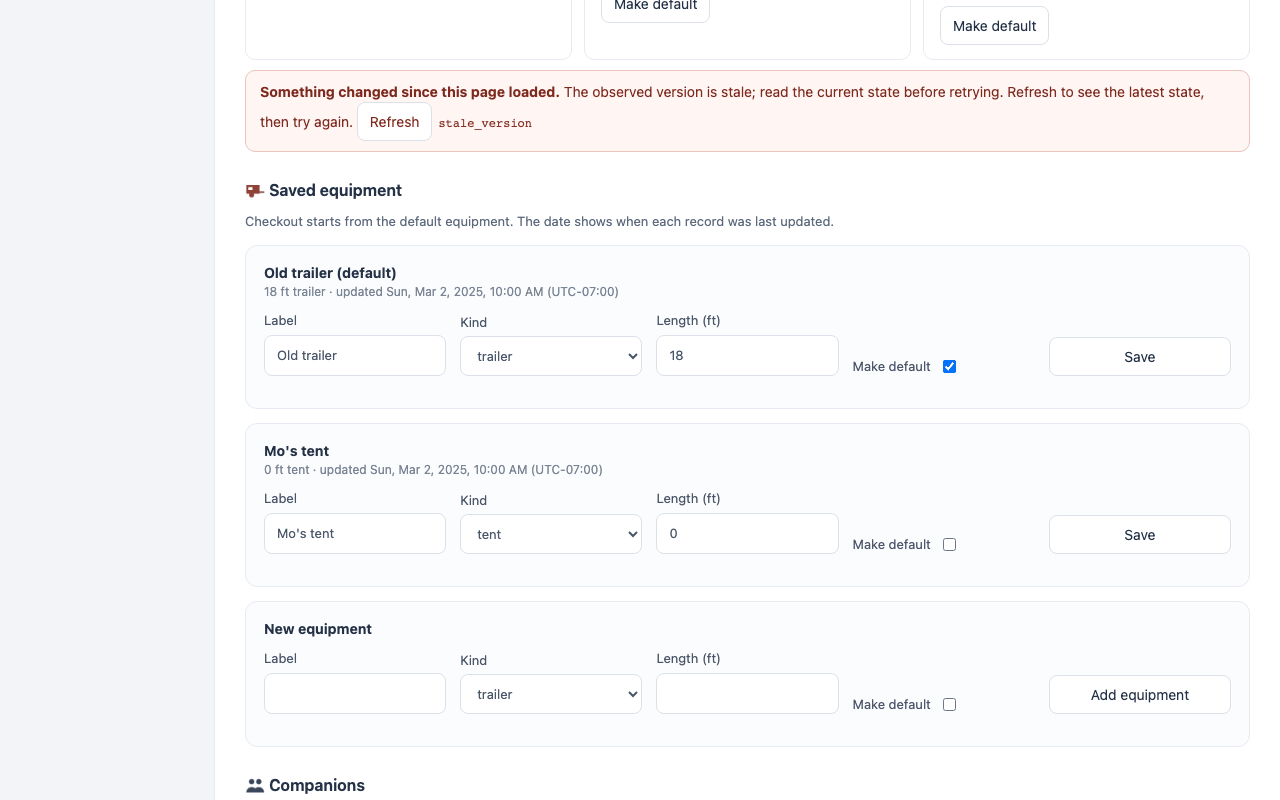 Make default
Make default
Something changed since this page loaded. The observed version is stale; read the current state before retrying. Refresh to see the latest state,
then try again. Refresh stale_version
Saved equipment
Checkout starts from the default equipment. The date shows when each record was last updated.
Old trailer (default)
18 ft trailer · updated Sun, Mar 2, 2025, 10:00 AM (UTC-07:00)
Label Kind Length (ft)
Old trailer trailer 18 Make default Save
Mo's tent
0 ft tent · updated Sun, Mar 2, 2025, 10:00 AM (UTC-07:00)
Label Kind Length (ft)
Mo's tent tent 0 Make default Save
New equipment
Label Kind Length (ft)
trailer Make default Add equipment
Companions